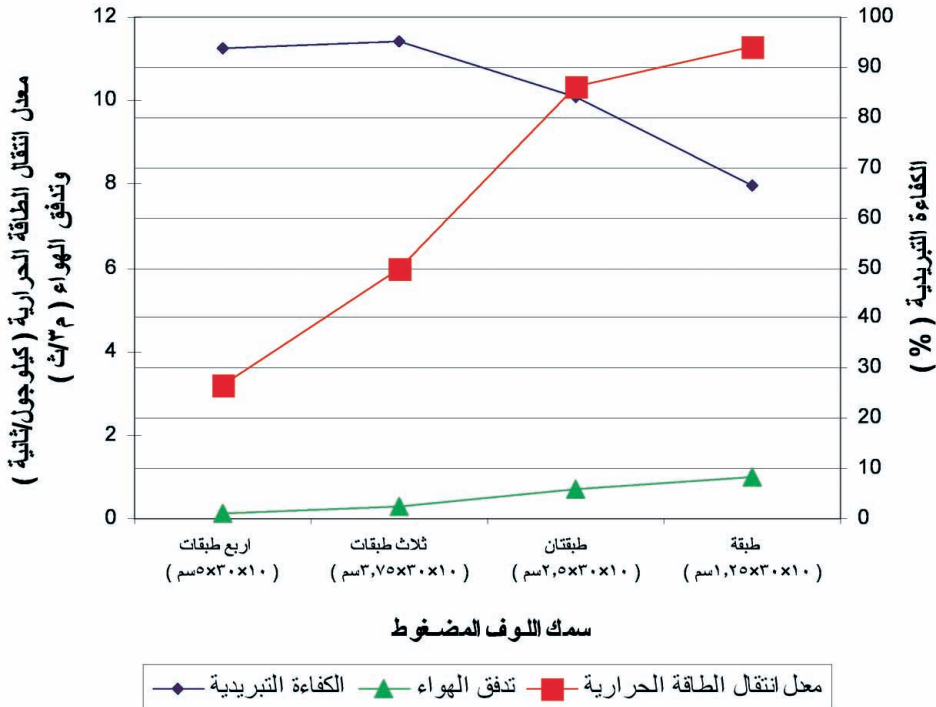 12
10
8
6
4
2
0
100
90
80
70
60
50
40
30
20
10
0
معدل انتقال الطاقة الحرارية ( كيلوجول/ثانية )
وتدفق الهواء ( م٣/ث )
الكفاءة التبريدية ( % )
طبقة
( ١٠×٣٠×١,٢٥سم )
طبقتان
( ١٠×٣٠×٢,٥سم )
ثلاث طبقات
( ١٠×٣٠×٣,٧٥سم )
اربع طبقات
( ١٠×٣٠×٥سم )
سمك اللوف المضغوط
معدل انتقال الطاقة الحرارية
تدفق الهواء
الكفاءة التبريدية